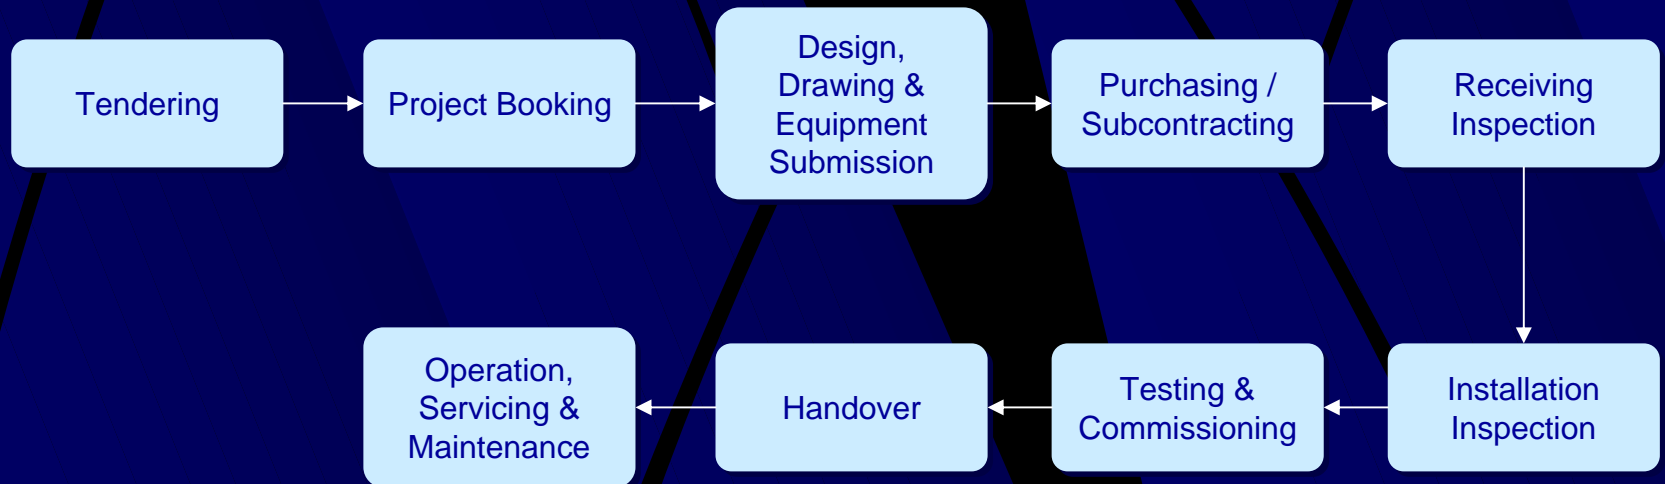 Tendering
Project Booking
Design,
Drawing &
Equipment
Submission
Purchasing /
Subcontracting
Receiving
Inspection
Installation
Inspection
Testing &
Commissioning
Handover
Operation,
Servicing &
Maintenance